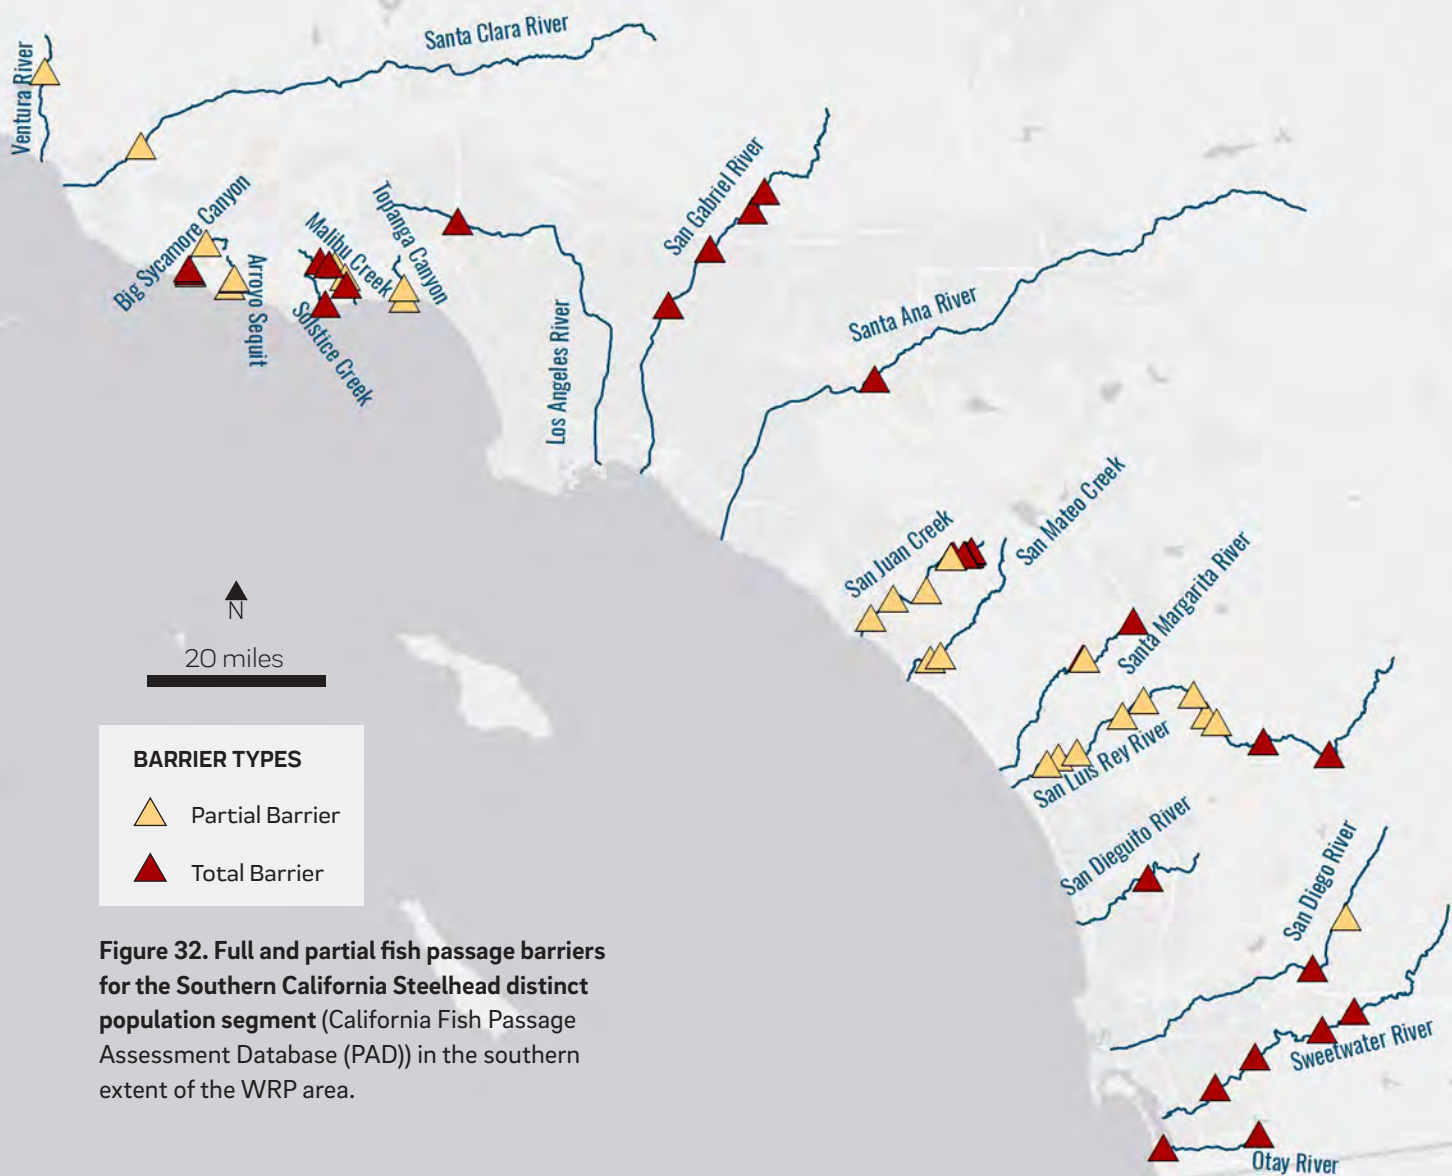 Santa Clara River
Ventura River
San Gabriel River
Big Sycamore Canyon
Topanga Canyon
Malibu Creek
Arroyo Sequit
Solstice Creek
Los Angeles River
Santa Ana River
San Juan Creek
San Mateo Creek
Santa Margarita River
San Luis Rey River
San Dieguito River
San Diego River
Sweetwater River
Otay River
N
20 miles
BARRIER TYPES
Partial Barrier
Total Barrier
Figure 32. Full and partial fish passage barriers
for the Southern California Steelhead distinct
population segment (California Fish Passage
Assessment Database (PAD)) in the southern
extent of the WRP area.